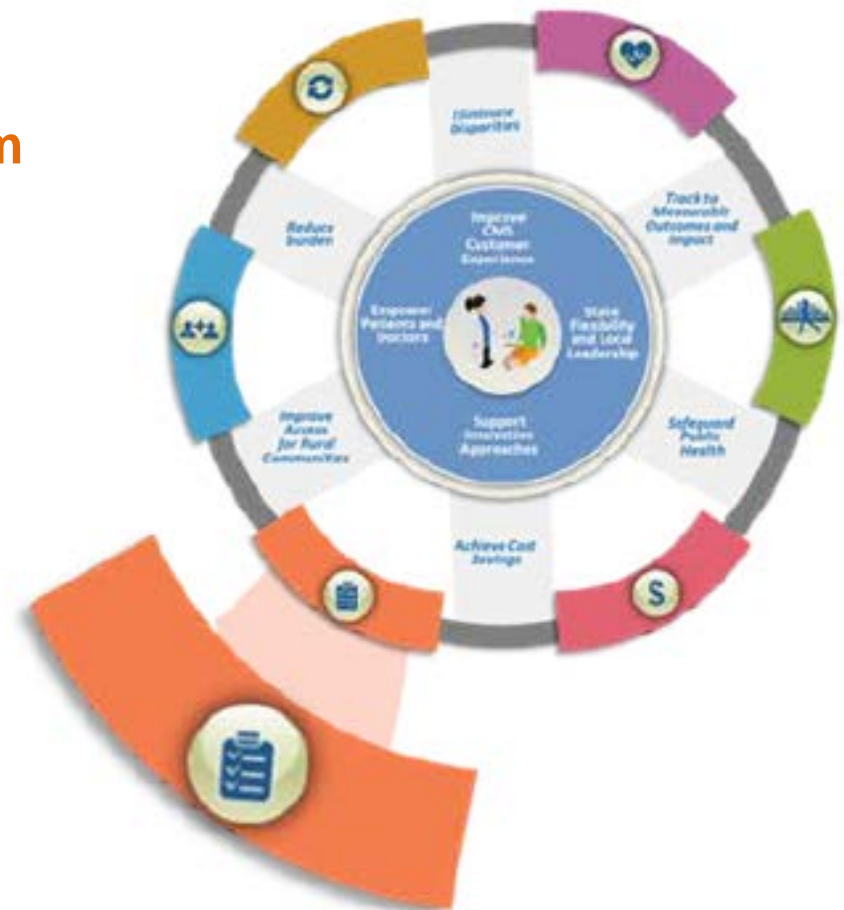 m
Eliminate
Disparities
Track to
Measurable
Outcomes and
Impact
Safeguard
Public
Health
Achieve Cost
Savings
Improve
Access
for Rural
Communities
Reduce
Burden
Improve
CMS
Customer
Experience
State
Flexibility
and Local
Leadership
Support
Innovative
Approaches
Empower
Patients and
Doctors
S